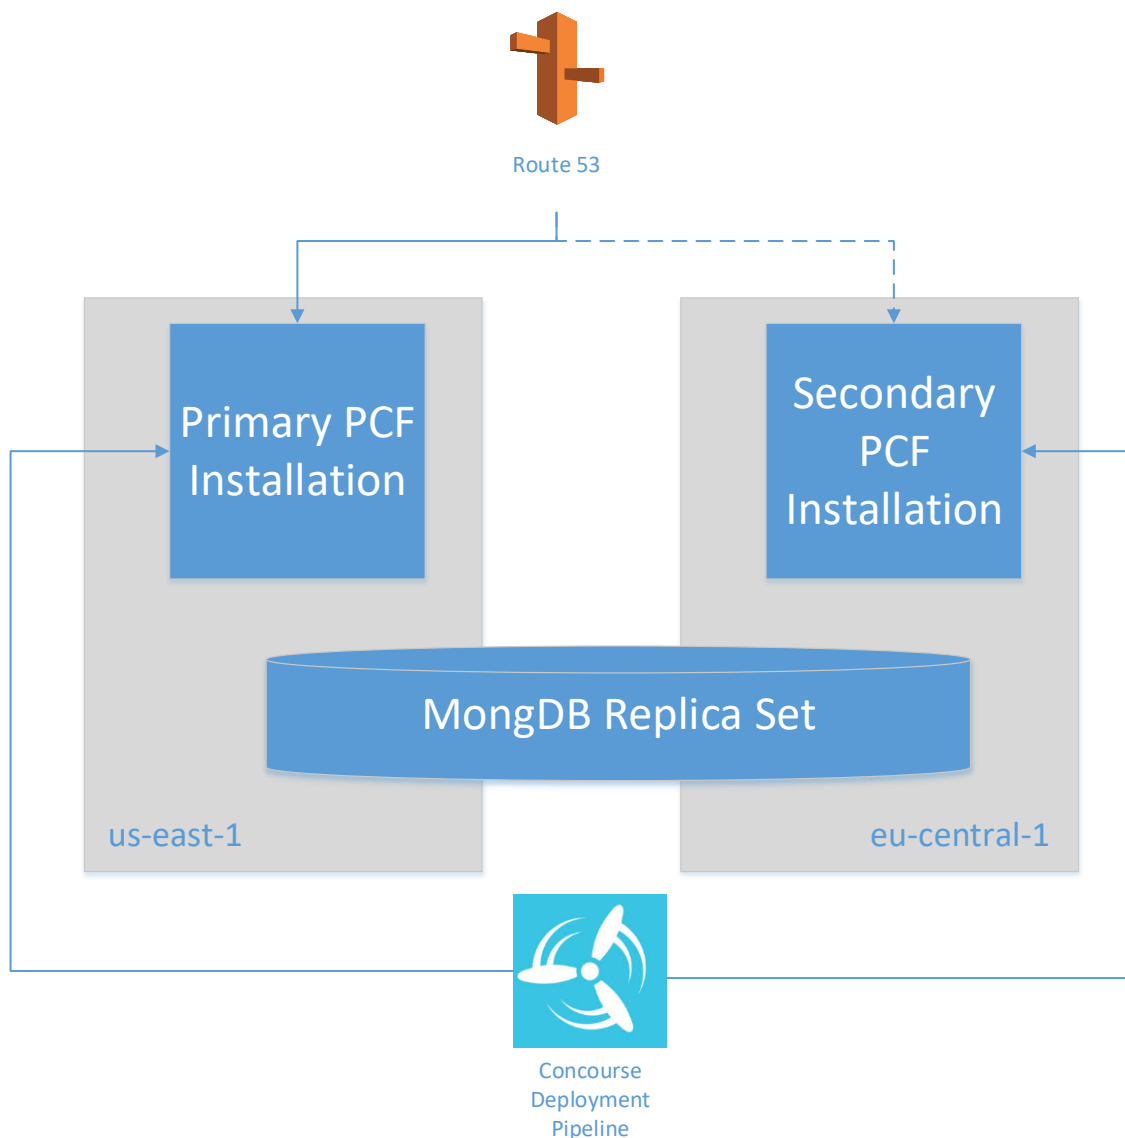 Route 53
Primary PCF
Installation
Secondary
PCF
Installation
MongDB Replica Set
us-east-1
eu-central-1
Concourse
Deployment
Pipeline